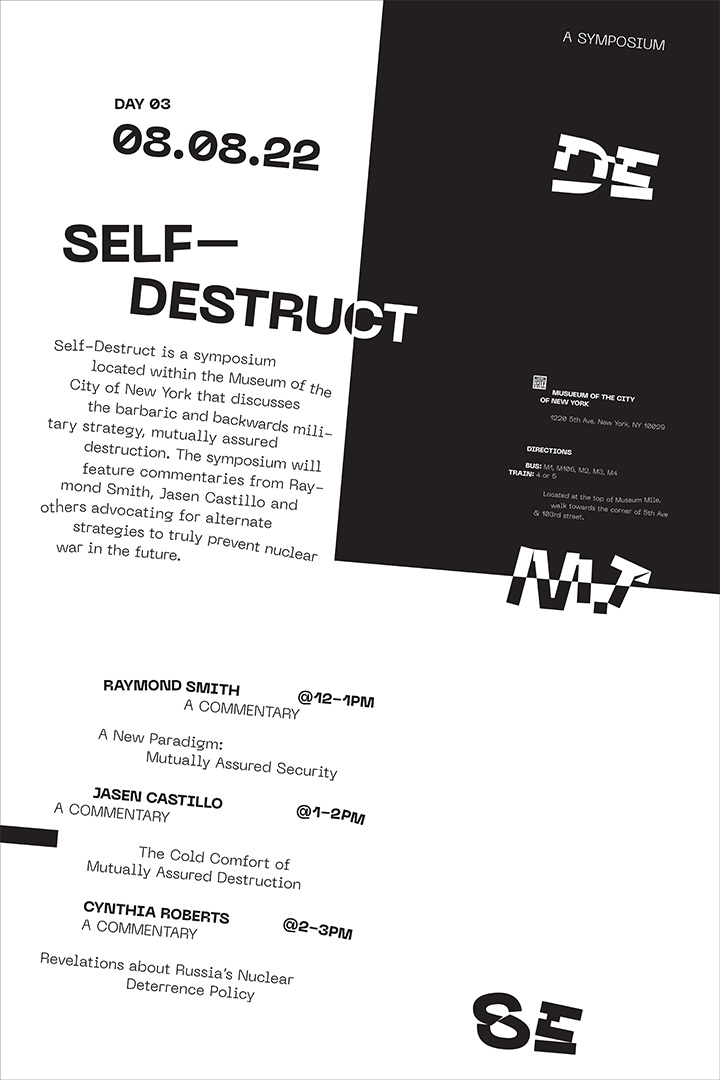 A SYMPOSIUM
DAY 03
08.08.22
DE
SELF—
DESTRUCT
Self-Destruct is a symposium
located within the Museum of the
City of New York that discusses
the barbaric and backwards mili-
tary strategy, mutually assured
destruction. The symposium will
feature commentaries from Ray-
mond Smith, Jasen Castillo and
others advocating for alternate
strategies to truly prevent nuclear
war in the future.
MUSUEUM OF THE CITY
OF NEW YORK
1220 5th Ave, New York, NY 10029
DIRECTIONS
BUS: M1, M106, M2, M3, M4
TRAIN: 4 or 6
Located at the top of Museum Mile,
walk towards the corner of 5th Ave
& 103rd street.
M.T
RAYMOND SMITH @12-1PM
A COMMENTARY
A New Paradigm:
Mutually Assured Security
JASEN CASTILLO @1-2PM
A COMMENTARY
The Cold Comfort of
Mutually Assured Destruction
CYNTHIA ROBERTS @2-3PM
A COMMENTARY
Revelations about Russia's Nuclear
Deterrence Policy
SE